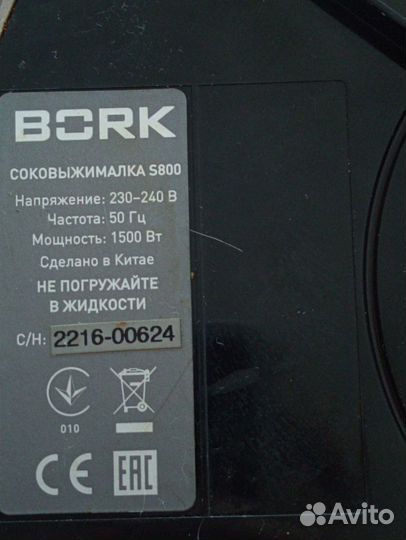 BORK
СОКОВЫЖИМАЛКА S800
Напряжение: 230-240 В
Частота: 50 Гц
Мощность: 1500 Вт
Сделано в Китае
НЕ ПОГРУЖАЙТЕ
В ЖИДКОСТИ
С/Н: 2216-00624
010
CE EAC
Avito